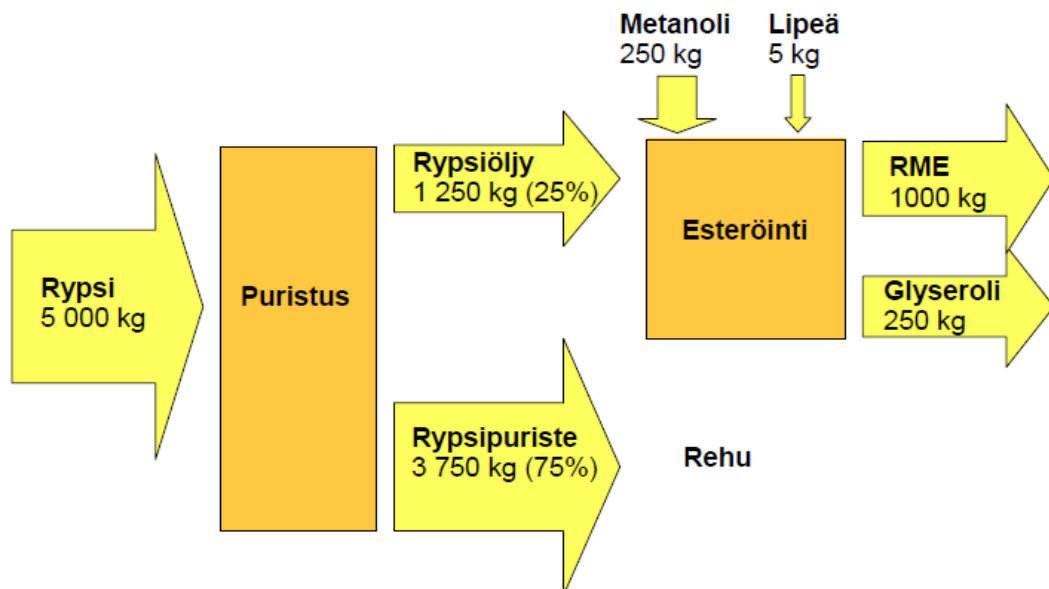 Metanoli
250 kg
Lipeä
5 kg
Rypsi
5 000 kg
Puristus
Rypsiöljy
1 250 kg (25%)
Esteröinti
RME
1000 kg
Glyseroli
250 kg
Rypsipuriste
3 750 kg (75%)
Rehu